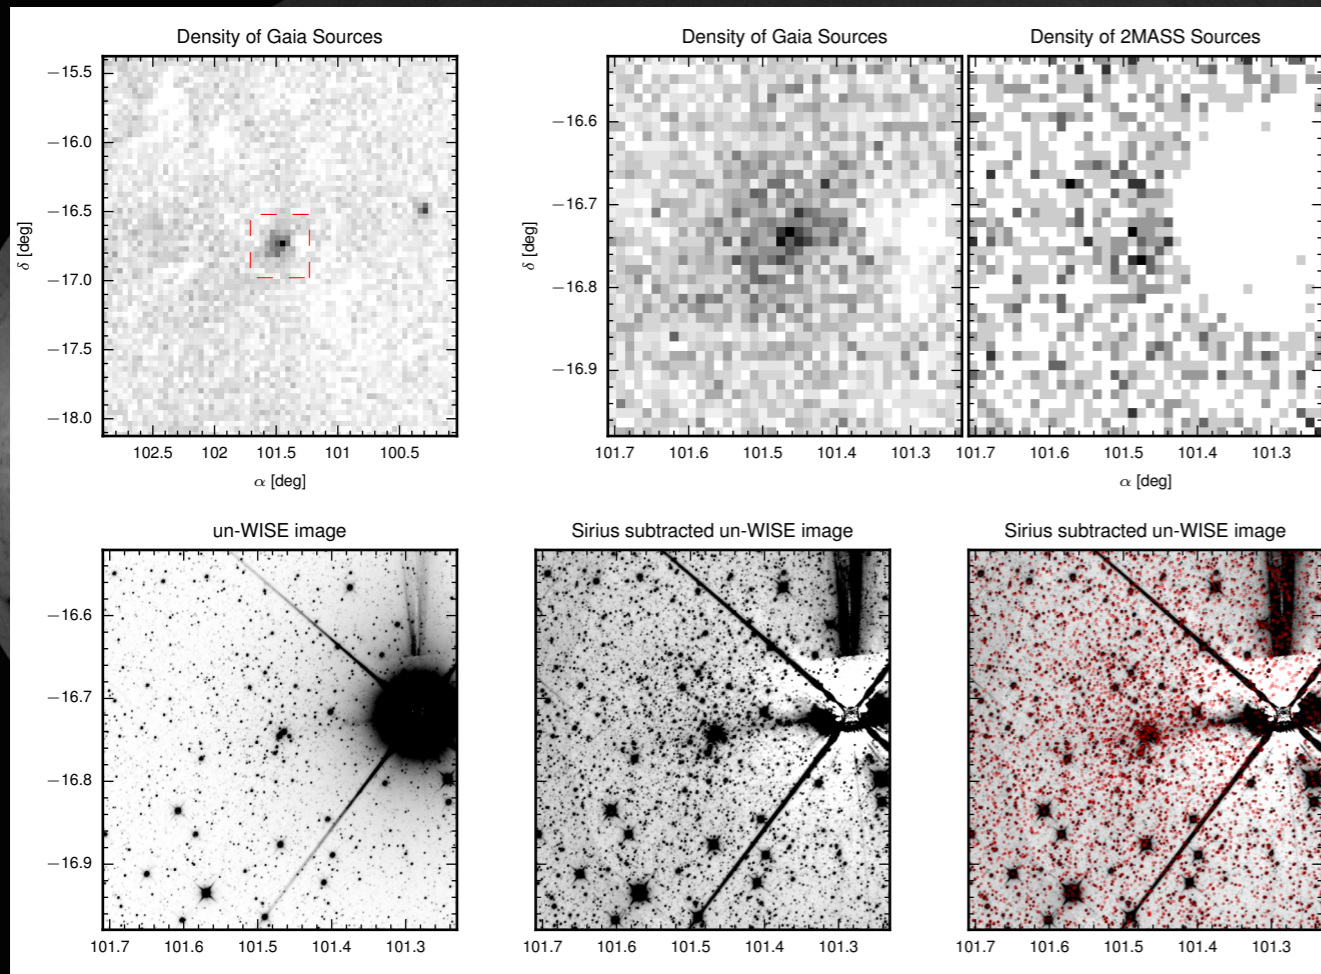 Density of Gaia Sources
Density of Gaia Sources
Density of 2MASS Sources
−15.5
−16.0
−16.5
−17.0
−17.5
−18.0
δ [deg]
102.5 102 101.5 101 100.5
α [deg]
−16.6
−16.7
−16.8
−16.9
δ [deg]
101.7 101.6 101.5 101.4 101.3
101.7 101.6 101.5 101.4 101.3
α [deg]
un-WISE image
Sirius subtracted un-WISE image
Sirius subtracted un-WISE image
−16.6
−16.7
−16.8
−16.9
101.7 101.6 101.5 101.4 101.3
101.7 101.6 101.5 101.4 101.3
101.7 101.6 101.5 101.4 101.3